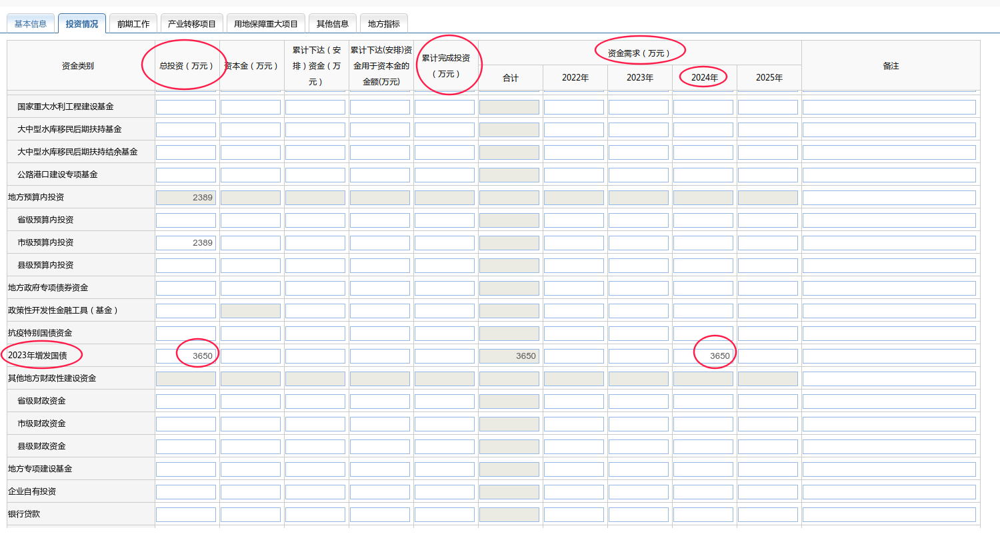 基本信息 投资情况 前期工作 产业转移项目 用地保障重大项目 其他信息 地方指标
资金类别 总投资（万元） 资本金（万元） 累计下达（安
排）资金（万
元） 累计下达(安排)资
金用于资本金的
金额(万元) 累计完成投资
（万元） 资金需求（万元） 备注
合计 2022年 2023年 2024年 2025年
国家重大水利工程建设基金
大中型水库移民后期扶持基金
大中型水库移民后期扶持结余基金
公路港口建设专项基金
地方预算内投资 2389
省级预算内投资
市级预算内投资 2389
县级预算内投资
地方政府专项债券资金
政策性开发性金融工具（基金）
抗疫特别国债资金
2023年增发国债 3650 3650 3650
其他地方财政性建设资金
省级财政资金
市级财政资金
县级财政资金
地方专项建设基金
企业自有投资
银行贷款